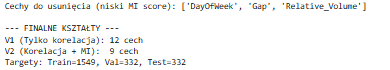 Cechy do usunięcia (niski MI score): ['DayOfWeek', 'Gap', 'Relative_Volume']
--- FINALNE KSZTAŁTY ---
V1 (Tylko korelacja): 12 cech
V2 (Korelacja + MI):   9 cech
Targety: Train=1549, Val=332, Test=332